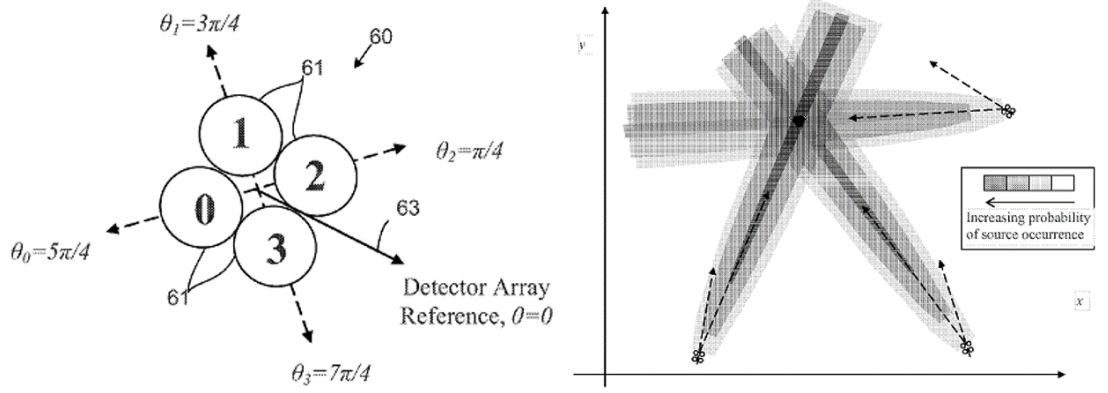 θ₁=3π/4
60
61
1
2
θ₂=π/4
0
63
3
θ₀=5π/4
61
Detector Array
Reference, θ=0
θ₃=7π/4
y
Increasing probability
of source occurrence
x